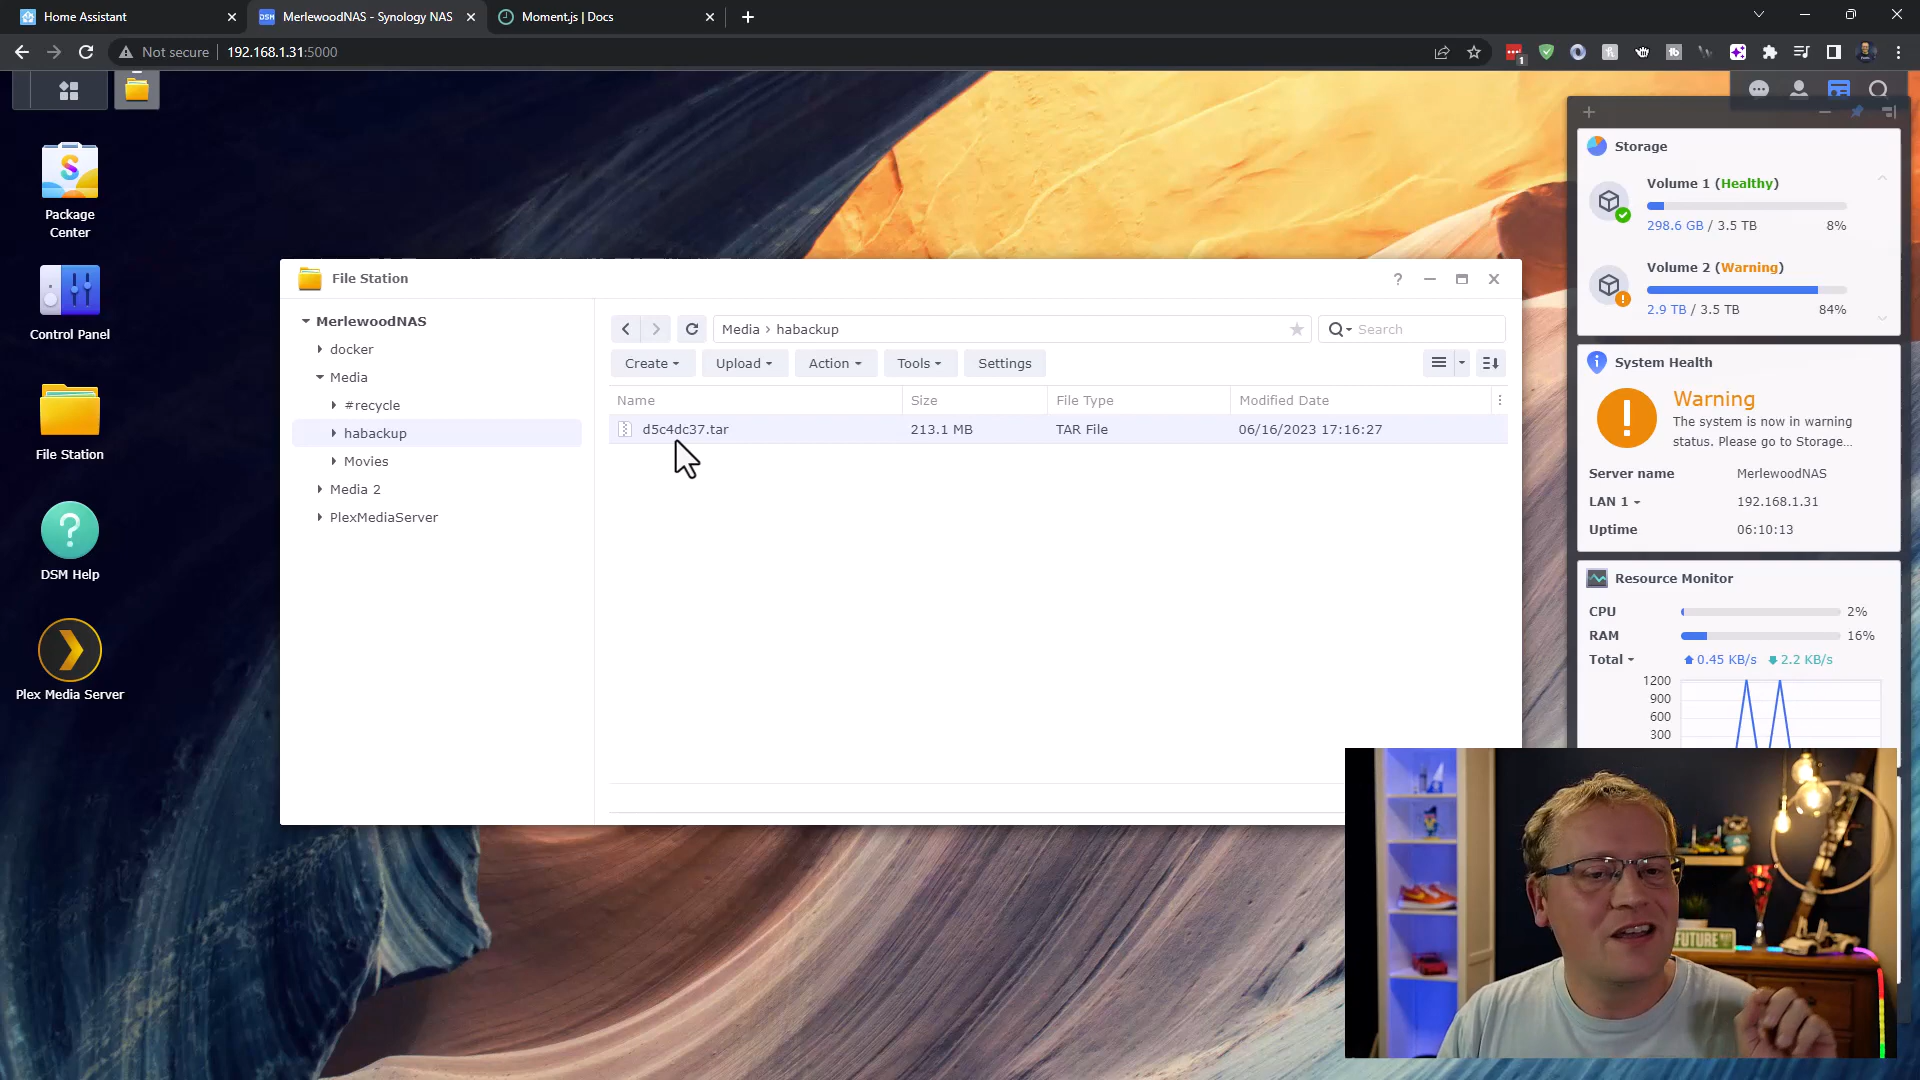 Home Assistant
DSM
MerlewoodNAS - Synology NAS
Moment.js | Docs
Not secure
192.168.1.31:5000
1
Package
Center
Control Panel
File Station
DSM Help
Plex Media Server
File Station
MerlewoodNAS
docker
Media
#recycle
habackup
Movies
Media 2
PlexMediaServer
Media › habackup
Search
Create
Upload
Action
Tools
Settings
Name
Size
File Type
Modified Date
d5c4dc37.tar
213.1 MB
TAR File
06/16/2023 17:16:27
Storage
Volume 1 (Healthy)
298.6 GB / 3.5 TB
8%
Volume 2 (Warning)
2.9 TB / 3.5 TB
84%
System Health
Warning
The system is now in warning
status. Please go to Storage...
Server name
MerlewoodNAS
LAN 1
192.168.1.31
Uptime
06:10:13
Resource Monitor
CPU
2%
RAM
16%
Total
0.45 KB/s
2.2 KB/s
1200
900
600
300
FUTURE